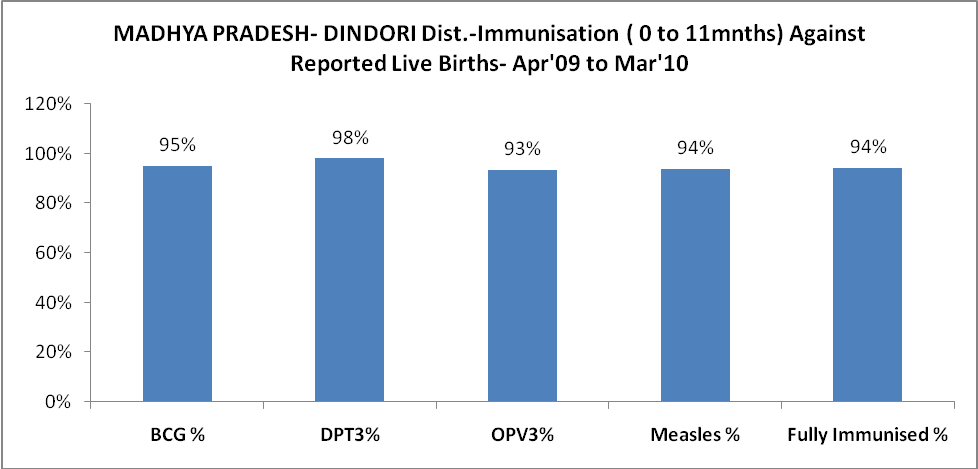 MADHYA PRADESH- DINDORI Dist.-Immunisation ( 0 to 11mnths) Against
Reported Live Births- Apr'09 to Mar'10
120%
100%
80%
60%
40%
20%
0%
95%
98%
93%
94%
94%
BCG %
DPT3%
OPV3%
Measles %
Fully Immunised %